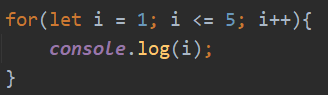 for(let i = 1; i <= 5; i++){
    console.log(i);
}